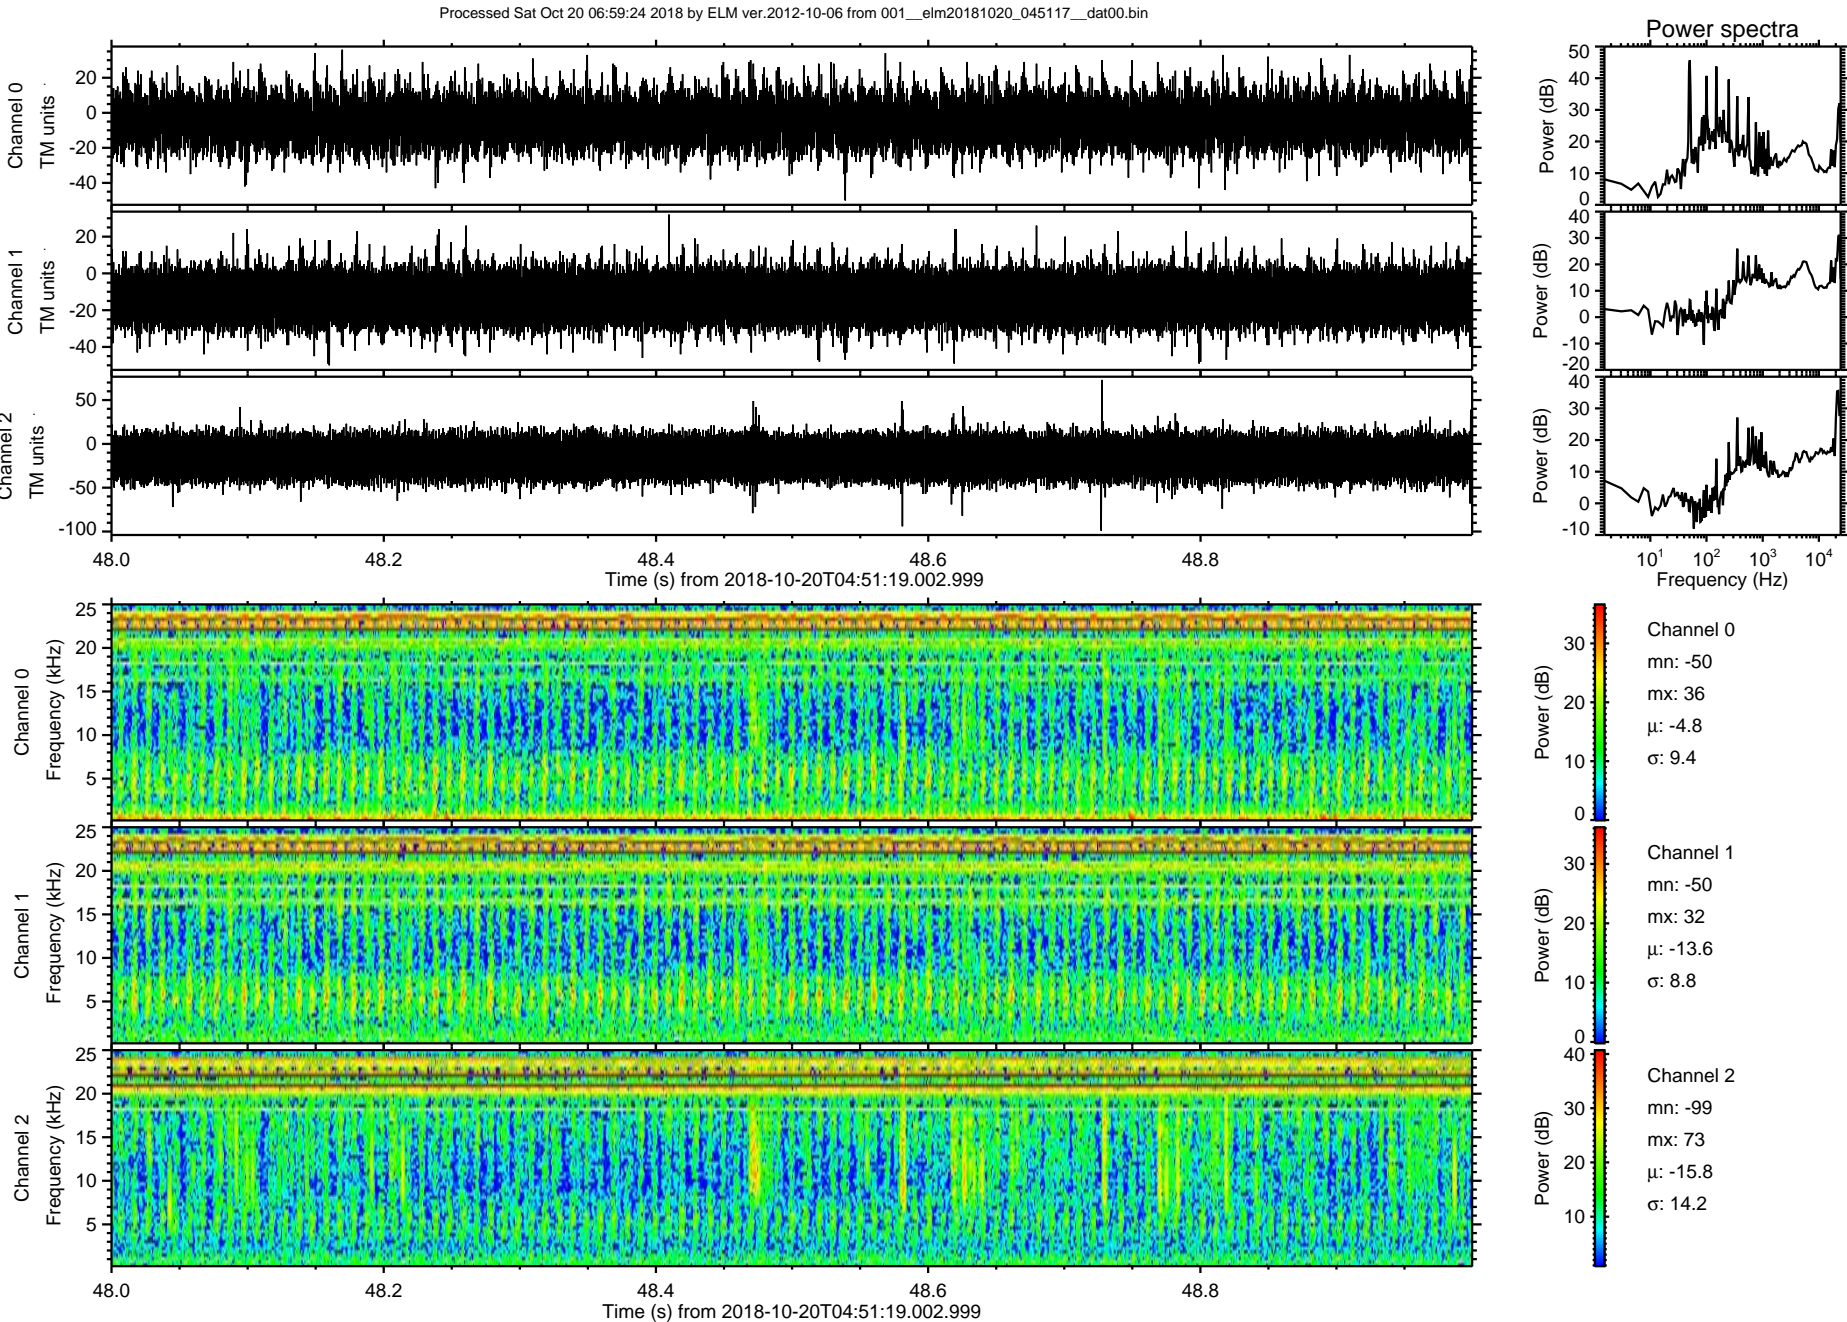 Processed Sat Oct 20 06:59:24 2018 by ELM ver.2012-10-06 from 001__elm20181020_045117__dat00.bin
Power spectra
Channel 0
TM units
20
0
-20
-40
Power (dB)
50
40
30
20
10
0
Channel 1
TM units
20
0
-20
-40
Power (dB)
40
30
20
10
0
-10
-20
Channel 2
TM units
50
0
-50
-100
Power (dB)
40
30
20
10
0
-10
48.0 48.2 48.4 48.6 48.8
Time (s) from 2018-10-20T04:51:19.002.999
10^1 10^2 10^3 10^4
Frequency (Hz)
Channel 0
Frequency (kHz)
25
20
15
10
5
Power (dB)
30
20
10
0
Channel 0
mn: -50
mx: 36
μ: -4.8
σ: 9.4
Channel 1
Frequency (kHz)
25
20
15
10
5
Power (dB)
30
20
10
0
Channel 1
mn: -50
mx: 32
μ: -13.6
σ: 8.8
Channel 2
Frequency (kHz)
25
20
15
10
5
Power (dB)
40
30
20
10
Channel 2
mn: -99
mx: 73
μ: -15.8
σ: 14.2
48.0 48.2 48.4 48.6 48.8
Time (s) from 2018-10-20T04:51:19.002.999